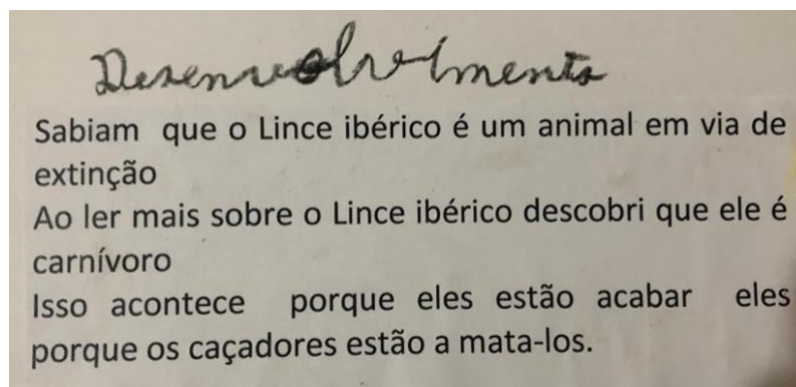 Desenvolvimento
Sabiam que o Lince ibérico é um animal em via de
extinção
Ao ler mais sobre o Lince ibérico descobri que ele é
carnívoro
Isso acontece porque eles estão acabar eles
porque os caçadores estão a mata-los.